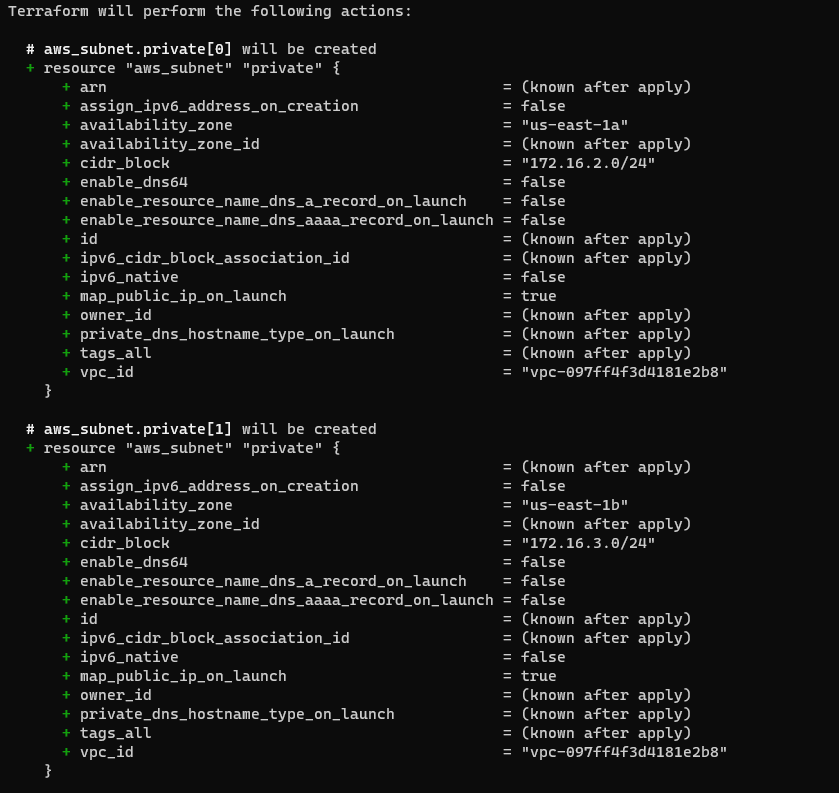 Terraform will perform the following actions:
# aws_subnet.private[0] will be created
+ resource "aws_subnet" "private" {
+ arn = (known after apply)
+ assign_ipv6_address_on_creation = false
+ availability_zone = "us-east-1a"
+ availability_zone_id = (known after apply)
+ cidr_block = "172.16.2.0/24"
+ enable_dns64 = false
+ enable_resource_name_dns_a_record_on_launch = false
+ enable_resource_name_dns_aaaa_record_on_launch = false
+ id = (known after apply)
+ ipv6_cidr_block_association_id = (known after apply)
+ ipv6_native = false
+ map_public_ip_on_launch = true
+ owner_id = (known after apply)
+ private_dns_hostname_type_on_launch = (known after apply)
+ tags_all = (known after apply)
+ vpc_id = "vpc-097ff4f3d4181e2b8"
}
# aws_subnet.private[1] will be created
+ resource "aws_subnet" "private" {
+ arn = (known after apply)
+ assign_ipv6_address_on_creation = false
+ availability_zone = "us-east-1b"
+ availability_zone_id = (known after apply)
+ cidr_block = "172.16.3.0/24"
+ enable_dns64 = false
+ enable_resource_name_dns_a_record_on_launch = false
+ enable_resource_name_dns_aaaa_record_on_launch = false
+ id = (known after apply)
+ ipv6_cidr_block_association_id = (known after apply)
+ ipv6_native = false
+ map_public_ip_on_launch = true
+ owner_id = (known after apply)
+ private_dns_hostname_type_on_launch = (known after apply)
+ tags_all = (known after apply)
+ vpc_id = "vpc-097ff4f3d4181e2b8"
}